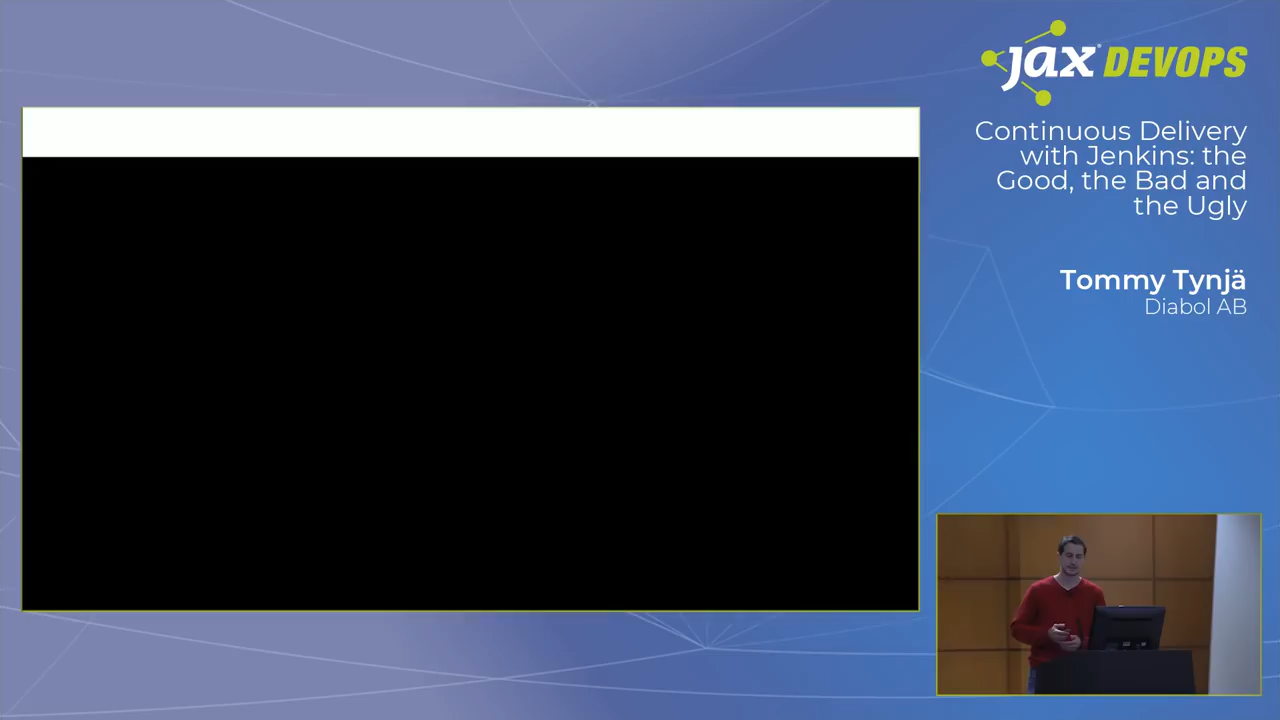 JAX DEVOPS
Continuous Delivery
with Jenkins: the
Good, the Bad and
the Ugly
Tommy Tynjä
Diabol AB